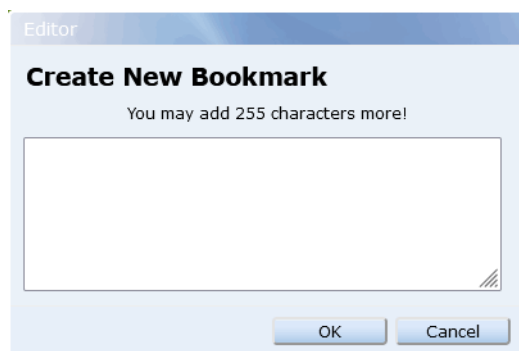 Editor
Create New Bookmark
You may add 255 characters more!
OK
Cancel